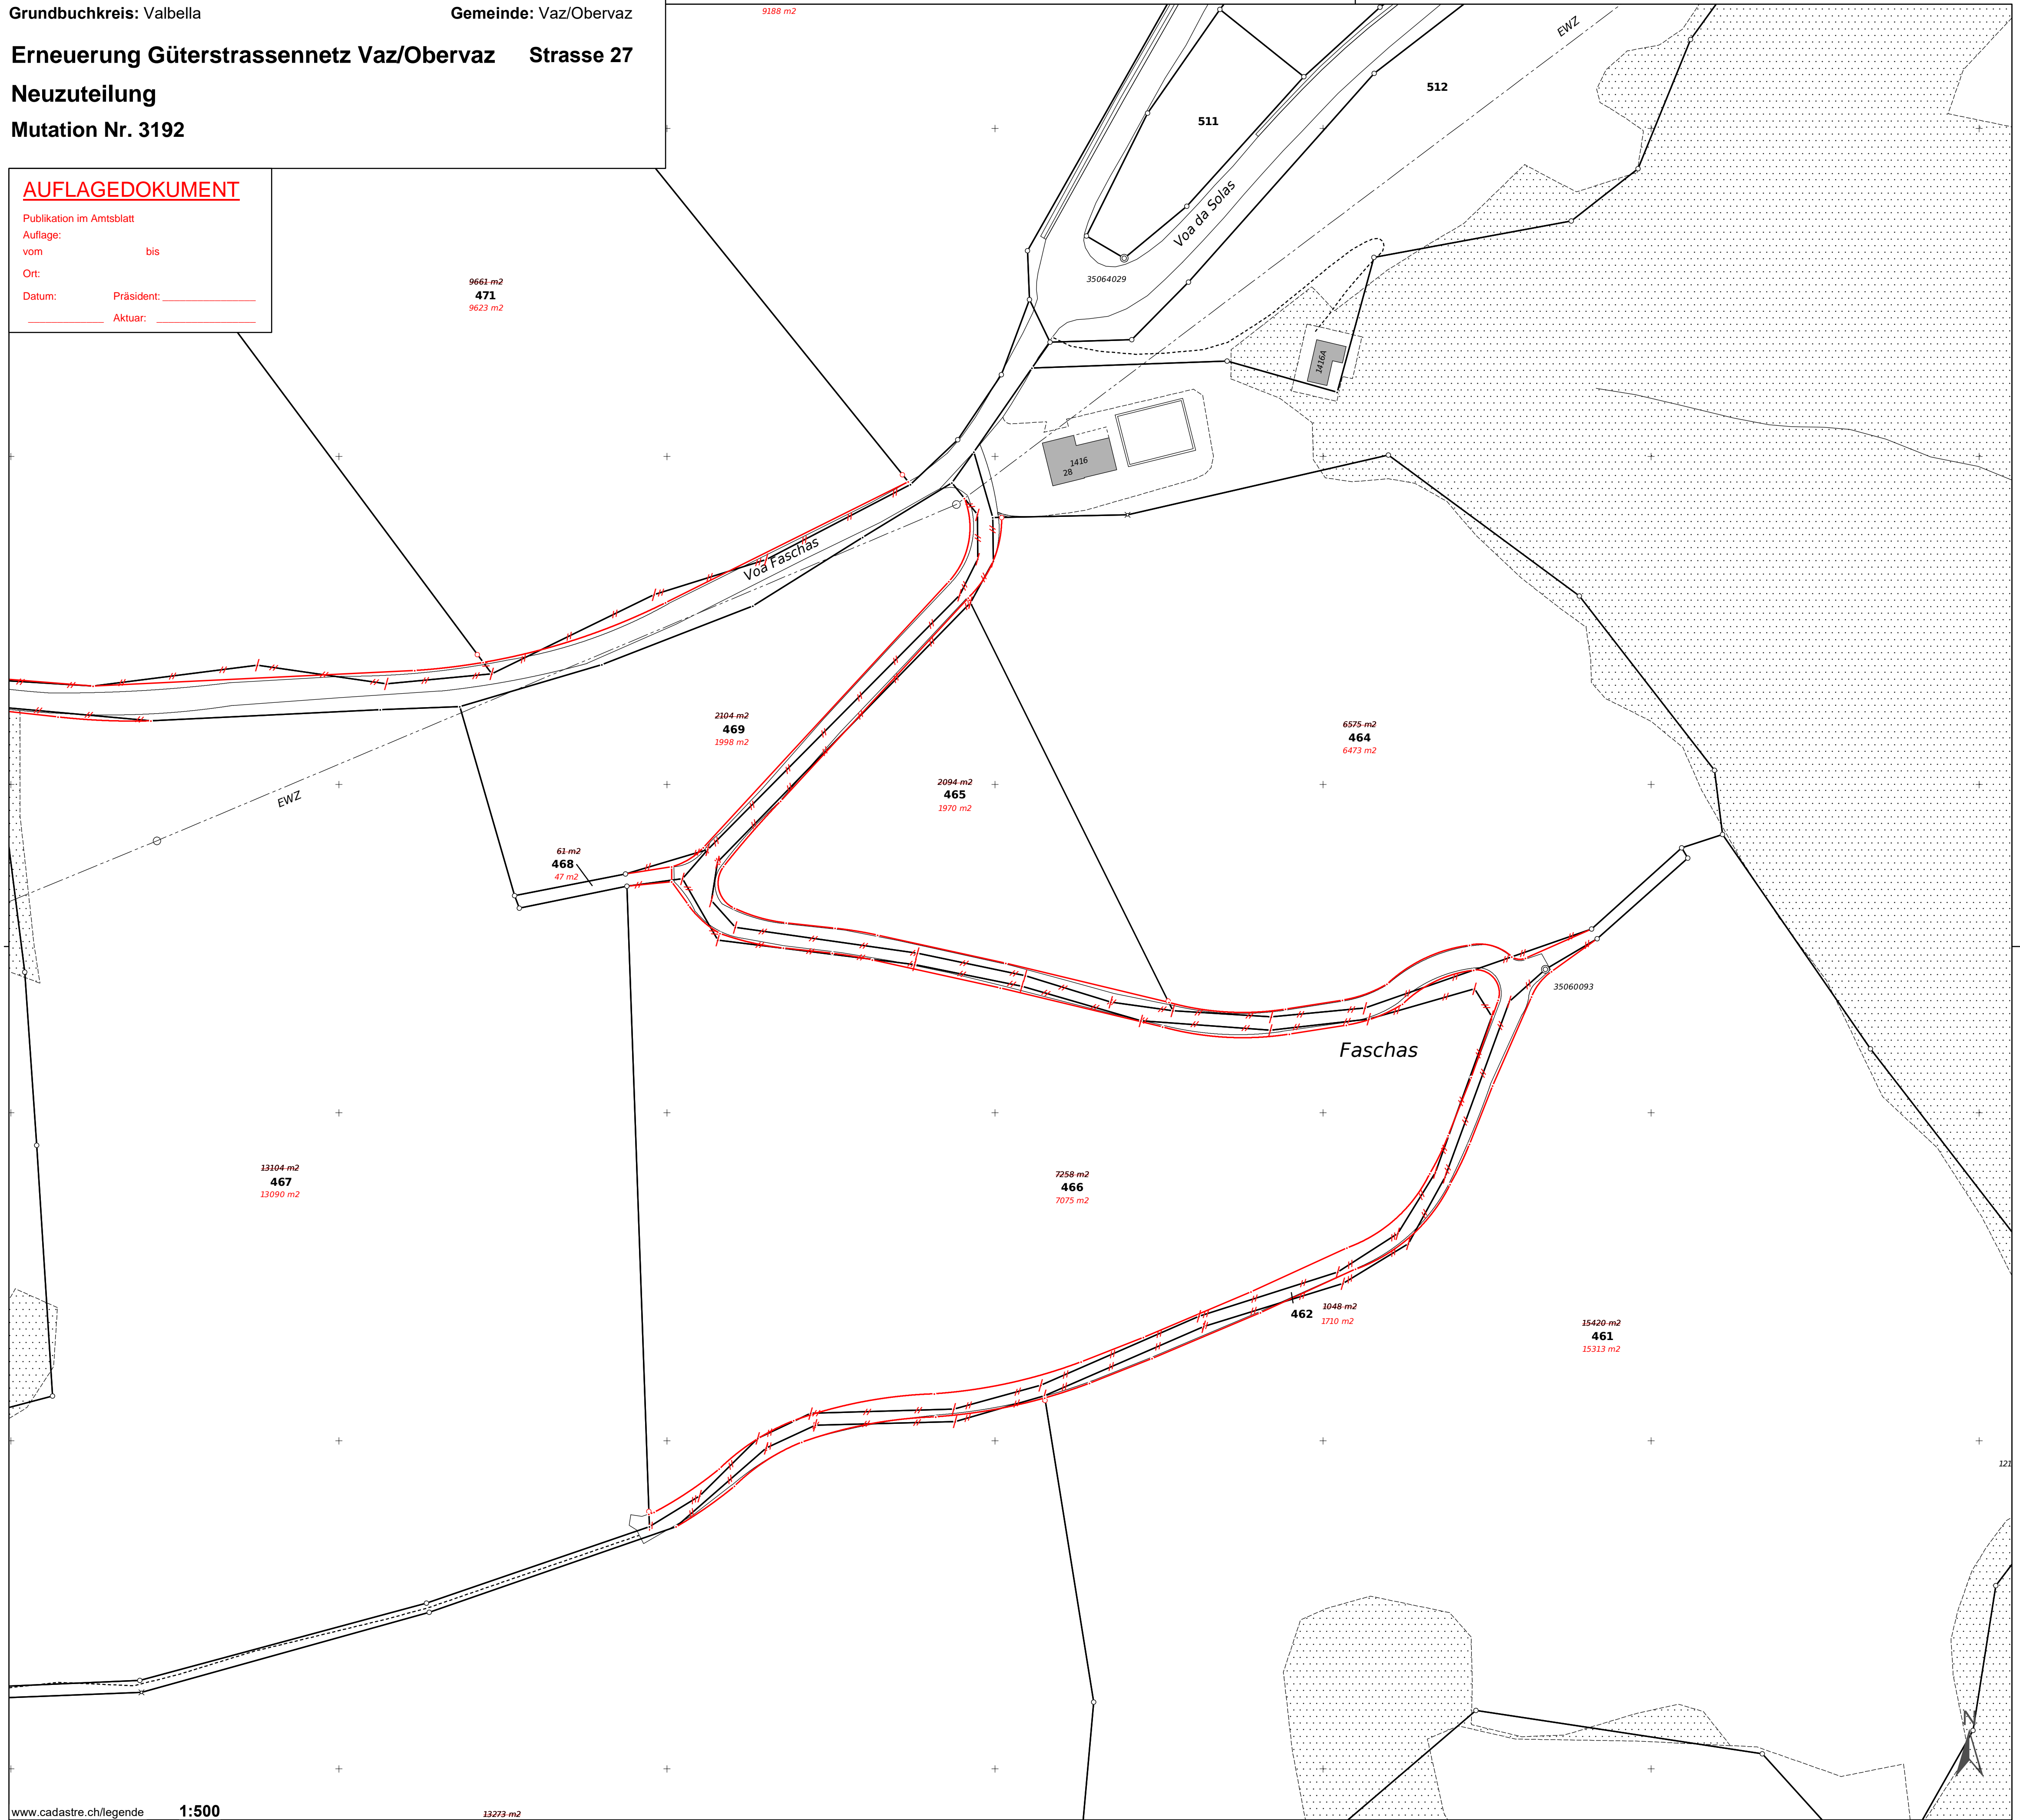 Grundbuchkreis: Valbella Gemeinde: Vaz/Obervaz
Erneuerung Güterstrassennetz Vaz/Obervaz Strasse 27
Neuzuteilung
Mutation Nr. 3192
AUFLAGEDOKUMENT
Publikation im Amtsblatt
Auflage:
vom bis
Ort:
Datum: Präsident:
Aktuar:
9188 m2
EWZ
512
511
Voa da Solas
35064029
9661 m2
471
9623 m2
1416A
1416
28
Voa Faschas
2104 m2
469
1998 m2
6575 m2
464
6473 m2
2094 m2
465
1970 m2
EWZ
61 m2
468
47 m2
35060093
Faschas
13104 m2
467
13090 m2
7258 m2
466
7075 m2
1048 m2
462
1710 m2
15420 m2
461
15313 m2
121
N
www.cadastre.ch/legende 1:500
13273 m2